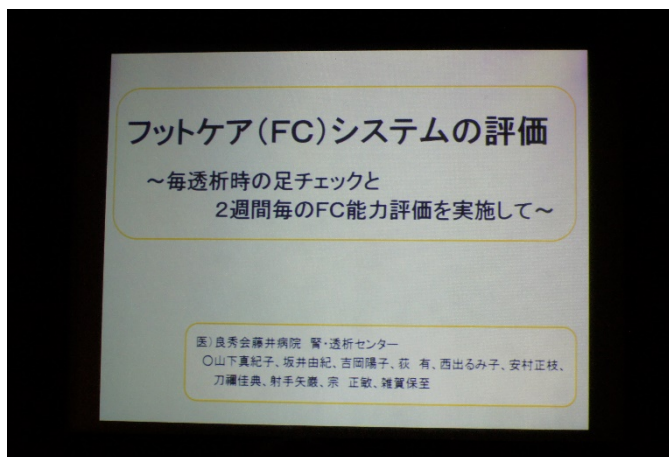 フットケア(FC)システムの評価
～毎透析時の足チェックと
2週間毎のFC能力評価を実施して～
医)良秀会藤井病院 腎・透析センター
○山下真紀子、坂井由紀、吉岡陽子、荻 有、西出るみ子、安村正枝、
刀禰佳典、射手矢巌、宗 正敏、雑賀保至